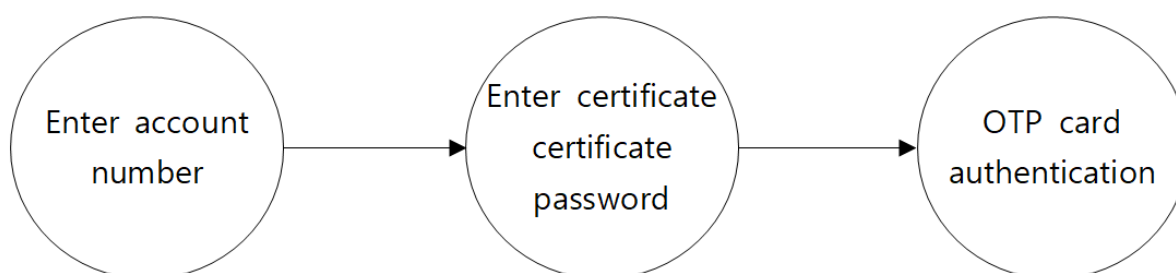 Enter account
number
Enter certificate
certificate
password
OTP card
authentication